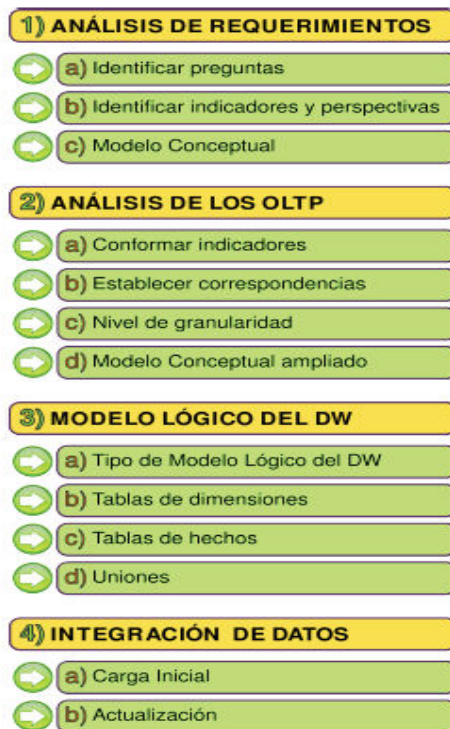 1) ANÁLISIS DE REQUERIMIENTOS
a) Identificar preguntas
b) Identificar indicadores y perspectivas
c) Modelo Conceptual
2) ANÁLISIS DE LOS OLTP
a) Conformar indicadores
b) Establecer correspondencias
c) Nivel de granularidad
d) Modelo Conceptual ampliado
3) MODELO LÓGICO DEL DW
a) Tipo de Modelo Lógico del DW
b) Tablas de dimensiones
c) Tablas de hechos
d) Uniones
4) INTEGRACIÓN DE DATOS
a) Carga Inicial
b) Actualización